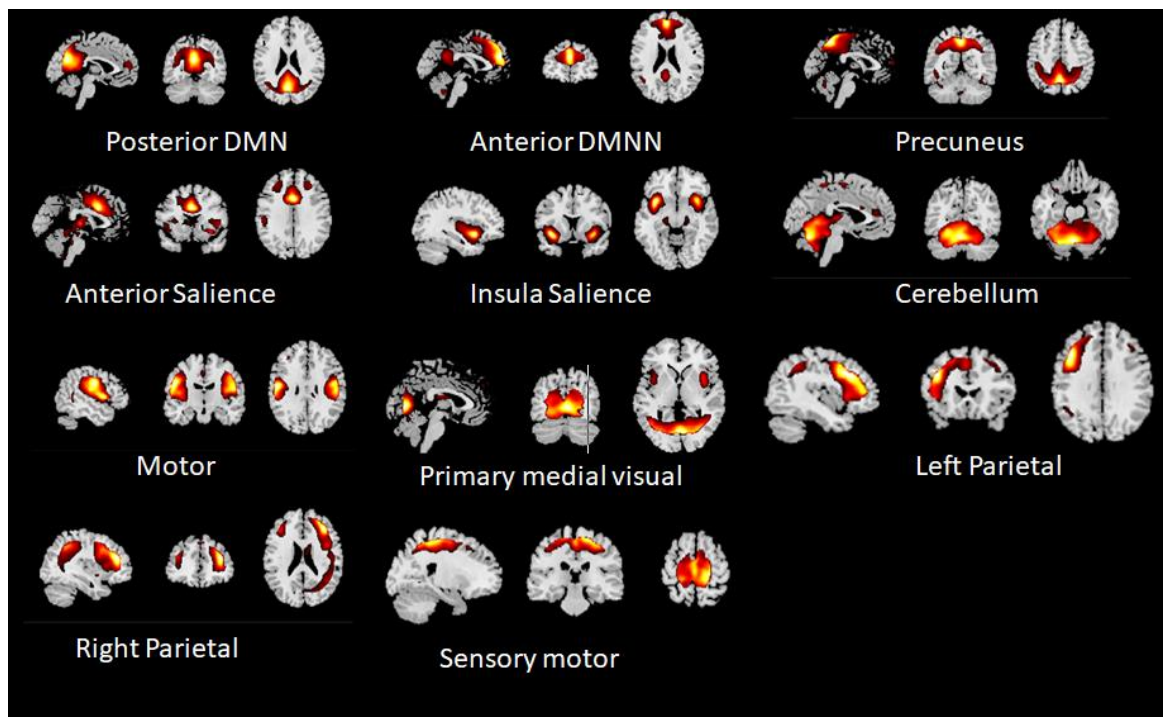 Posterior DMN
Anterior DMNN
Precuneus
Anterior Salience
Insula Salience
Cerebellum
Motor
Primary medial visual
Left Parietal
Right Parietal
Sensory motor